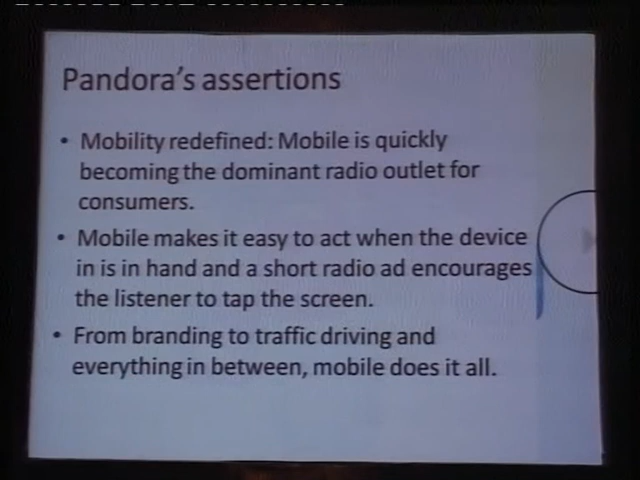 Pandora's assertions
• Mobility redefined: Mobile is quickly
becoming the dominant radio outlet for
consumers.
• Mobile makes it easy to act when the device
in is in hand and a short radio ad encourages
the listener to tap the screen.
• From branding to traffic driving and
everything in between, mobile does it all.